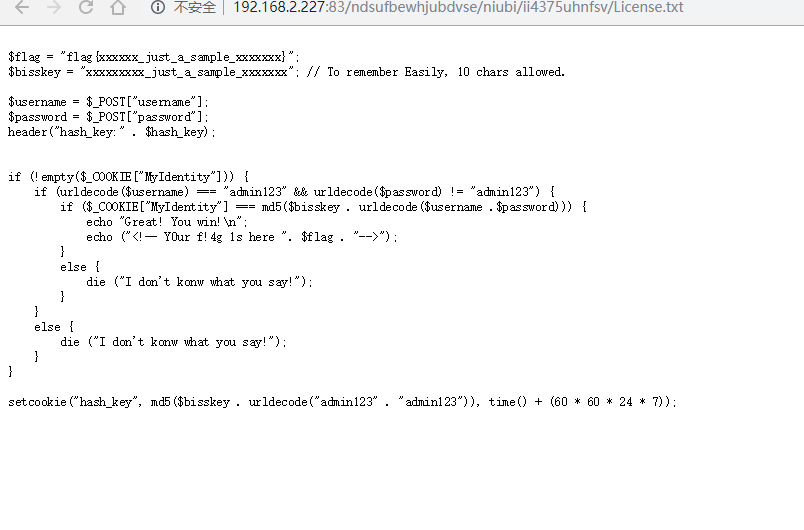 不安全 | 192.168.2.227:83/ndsufbewhjubdvse/niubi/ii4375uhnfsv/License.txt
$flag = "flag{xxxxxx_just_a_sample_xxxxxxx}";
$bisskey = "xxxxxxxxx_just_a_sample_xxxxxxx"; // To remember Easily, 10 chars allowed.
$username = $_POST["username"];
$password = $_POST["password"];
header("hash_key:" . $hash_key);
if (!empty($_COOKIE["MyIdentity"])) {
if (urldecode($username) === "admin123" && urldecode($password) != "admin123") {
if ($_COOKIE["MyIdentity"] === md5($bisskey . urldecode($username .$password))) {
echo "Great! You win!\n";
echo ("<!-- Y0ur f!4g 1s here ". $flag . "-->");
}
else {
die ("I don't konw what you say!");
}
}
else {
die ("I don't konw what you say!");
}
}
setcookie("hash_key", md5($bisskey . urldecode("admin123" . "admin123")), time() + (60 * 60 * 24 * 7));